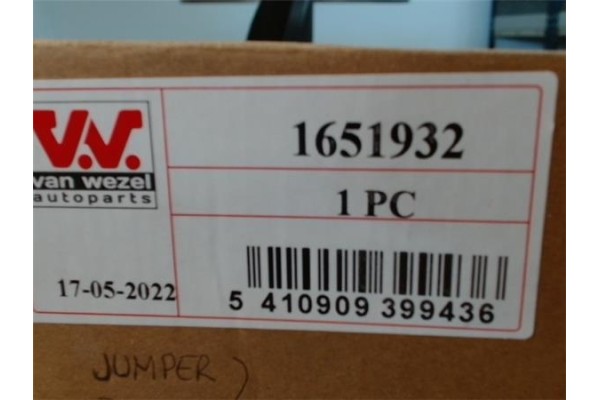 V.V.
van wezel
autoparts
1651932
1 PC
17-05-2022
5 410909 399436
JUMPER )